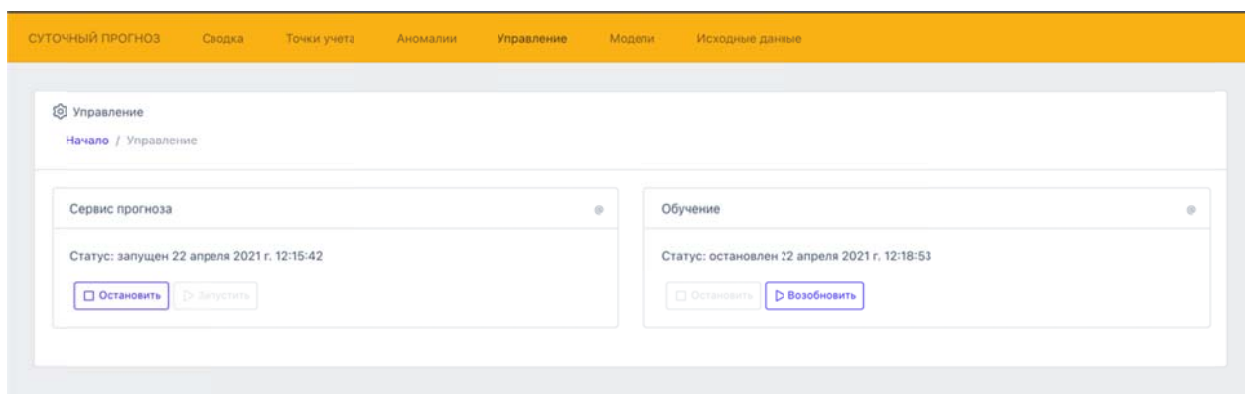 СУТОЧНЫЙ ПРОГНОЗ Сводка Точки учета Аномалии Управление Модели Исходные данные
Управление
Начало / Управление
Сервис прогноза
Статус: запущен 22 апреля 2021 г. 12:15:42
Остановить Запустить
Обучение
Статус: остановлен 22 апреля 2021 г. 12:18:53
Остановить Возобновить